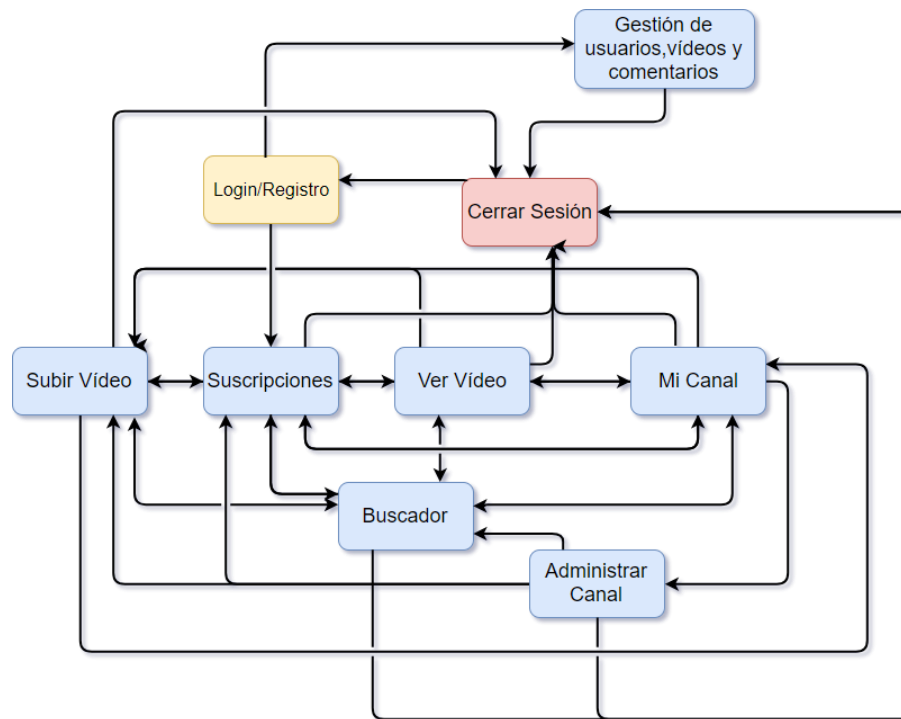 Gestión de
usuarios,vídeos y
comentarios
Login/Registro
Cerrar Sesión
Subir Vídeo
Suscripciones
Ver Vídeo
Mi Canal
Buscador
Administrar
Canal